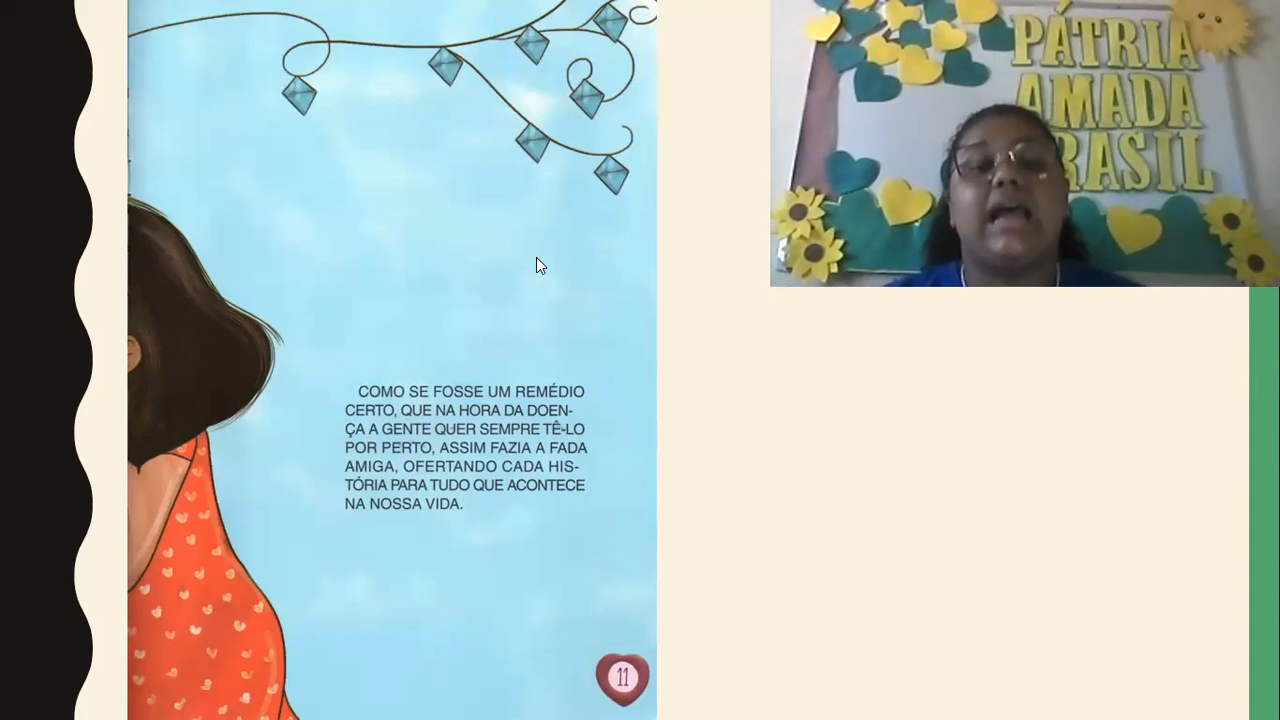 PÁTRIA
AMADA
BRASIL
COMO SE FOSSE UM REMÉDIO
CERTO, QUE NA HORA DA DOEN-
ÇA A GENTE QUER SEMPRE TÊ-LO
POR PERTO, ASSIM FAZIA A FADA
AMIGA, OFERTANDO CADA HIS-
TÓRIA PARA TUDO QUE ACONTECE
NA NOSSA VIDA.
11